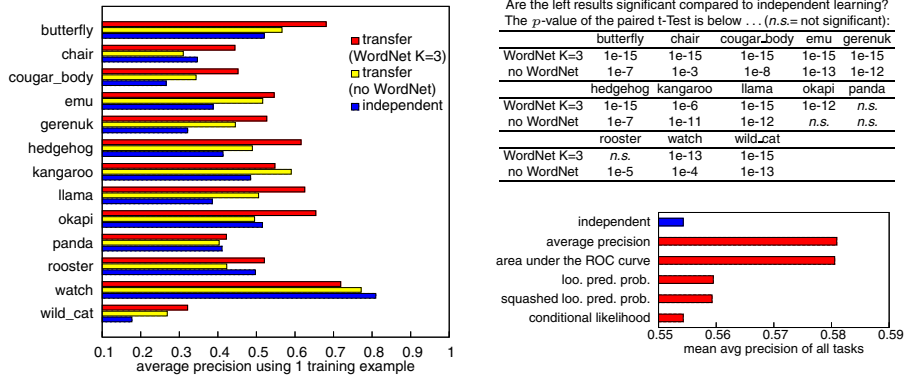 butterfly
chair
cougar_body
emu
gerenuk
hedgehog
kangaroo
llama
okapi
panda
rooster
watch
wild_cat
transfer
(WordNet K=3)
transfer
(no WordNet)
independent
0.1 0.2 0.3 0.4 0.5 0.6 0.7 0.8 0.9 1
average precision using 1 training example
Are the left results significant compared to independent learning?
The p-value of the paired t-Test is below . . . (n.s.= not significant):
butterfly chair cougar_body emu gerenuk
WordNet K=3 1e-15 1e-15 1e-15 1e-15 1e-15
no WordNet 1e-7 1e-3 1e-8 1e-13 1e-12
hedgehog kangaroo llama okapi panda
WordNet K=3 1e-15 1e-6 1e-15 1e-12 n.s.
no WordNet 1e-7 1e-11 1e-12 n.s. n.s.
rooster watch wild_cat
WordNet K=3 n.s. 1e-13 1e-15
no WordNet 1e-5 1e-4 1e-13
independent
average precision
area under the ROC curve
loo. pred. prob.
squashed loo. pred. prob.
conditional likelihood
0.55 0.56 0.57 0.58 0.59
mean avg precision of all tasks